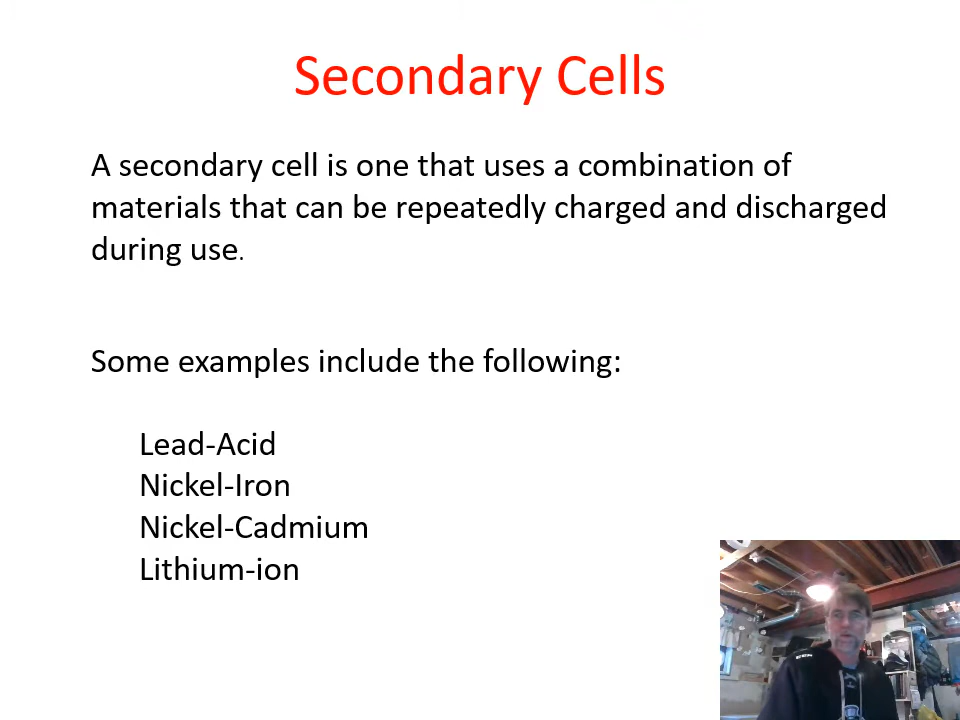 Secondary Cells
A secondary cell is one that uses a combination of
materials that can be repeatedly charged and discharged
during use.
Some examples include the following:
Lead-Acid
Nickel-Iron
Nickel-Cadmium
Lithium-ion
CCM